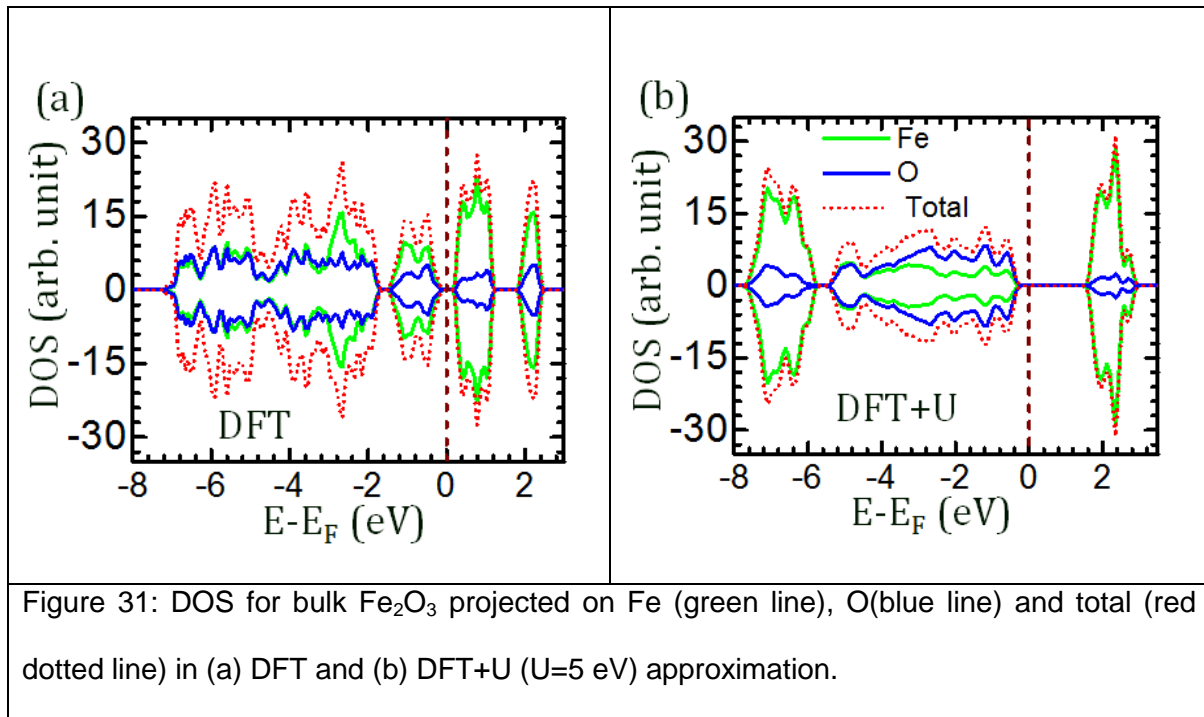 (a)
30
15
0
-15
-30
DOS (arb. unit)
DFT
-8 -6 -4 -2 0 2
E-E_F (eV)
(b)
30
15
0
-15
-30
DOS (arb. unit)
Fe
O
Total
DFT+U
-8 -6 -4 -2 0 2
E-E_F (eV)
Figure 31: DOS for bulk Fe₂O₃ projected on Fe (green line), O(blue line) and total (red
dotted line) in (a) DFT and (b) DFT+U (U=5 eV) approximation.